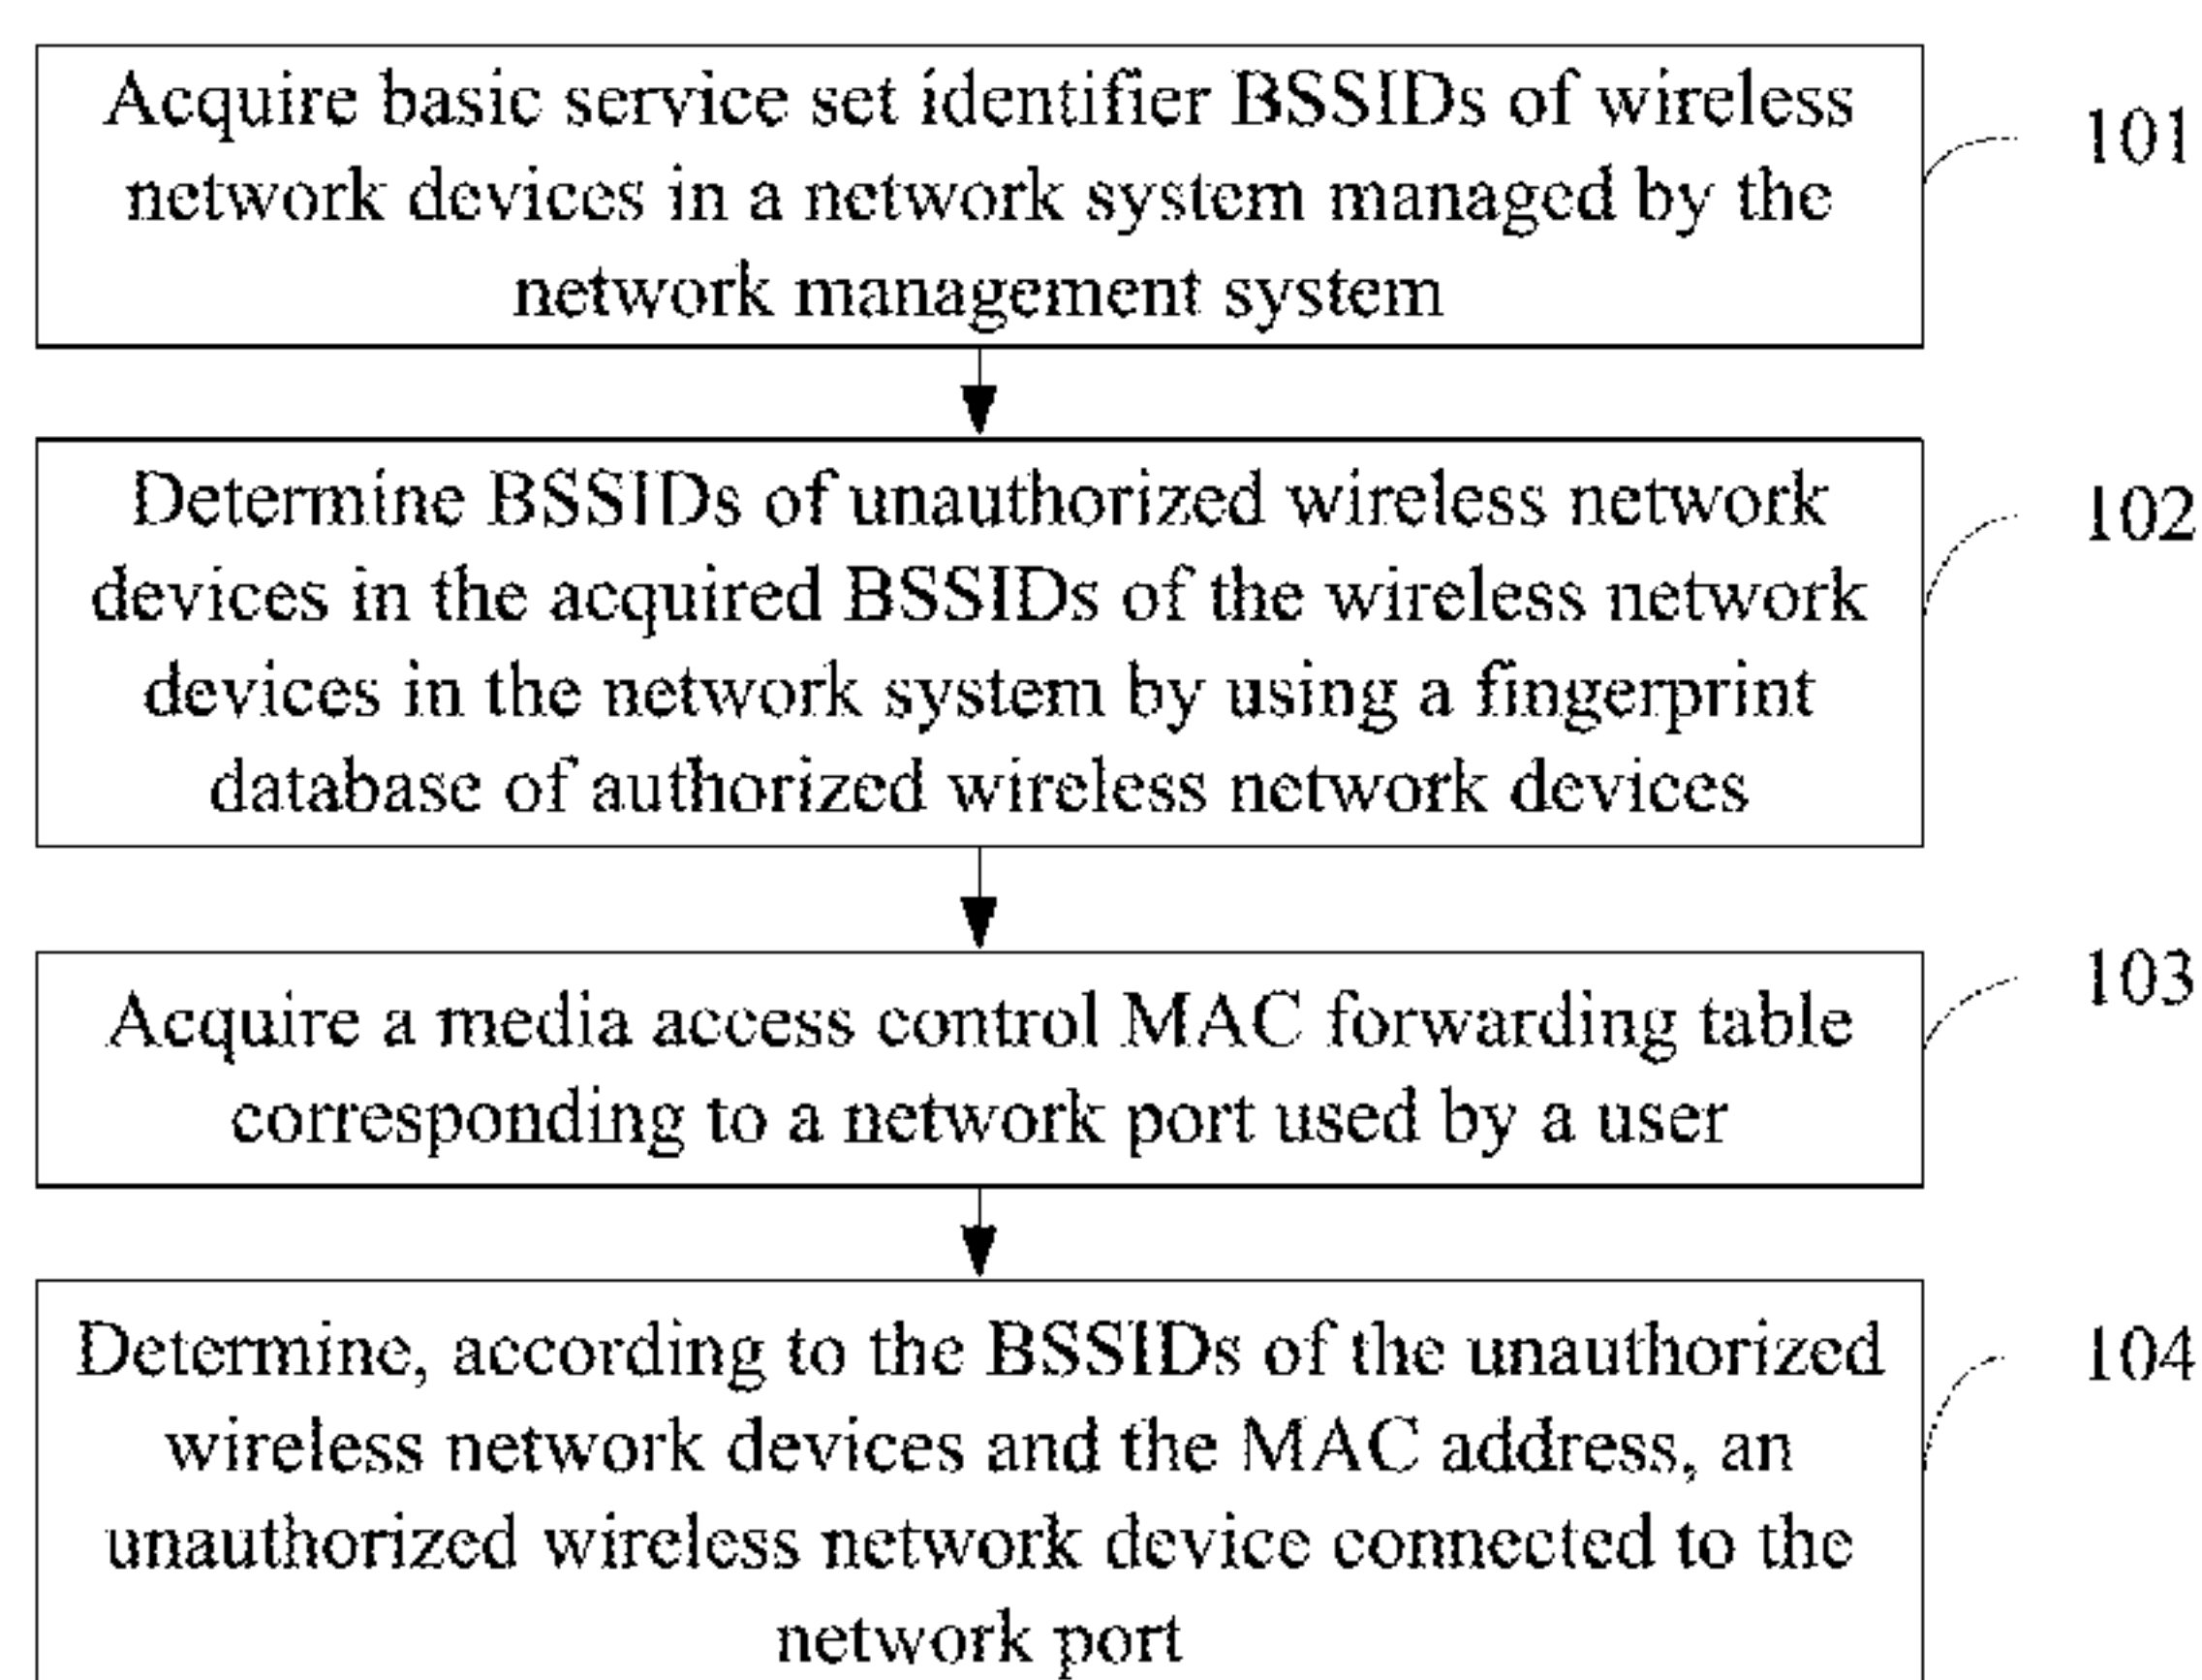 Acquire basic service set identifier BSSIDs of wireless
network devices in a network system managed by the
network management system
101
Determine BSSIDs of unauthorized wireless network
devices in the acquired BSSIDs of the wireless network
devices in the network system by using a fingerprint
database of authorized wireless network devices
102
Acquire a media access control MAC forwarding table
corresponding to a network port used by a user
103
Determine, according to the BSSIDs of the unauthorized
wireless network devices and the MAC address, an
unauthorized wireless network device connected to the
network port
104